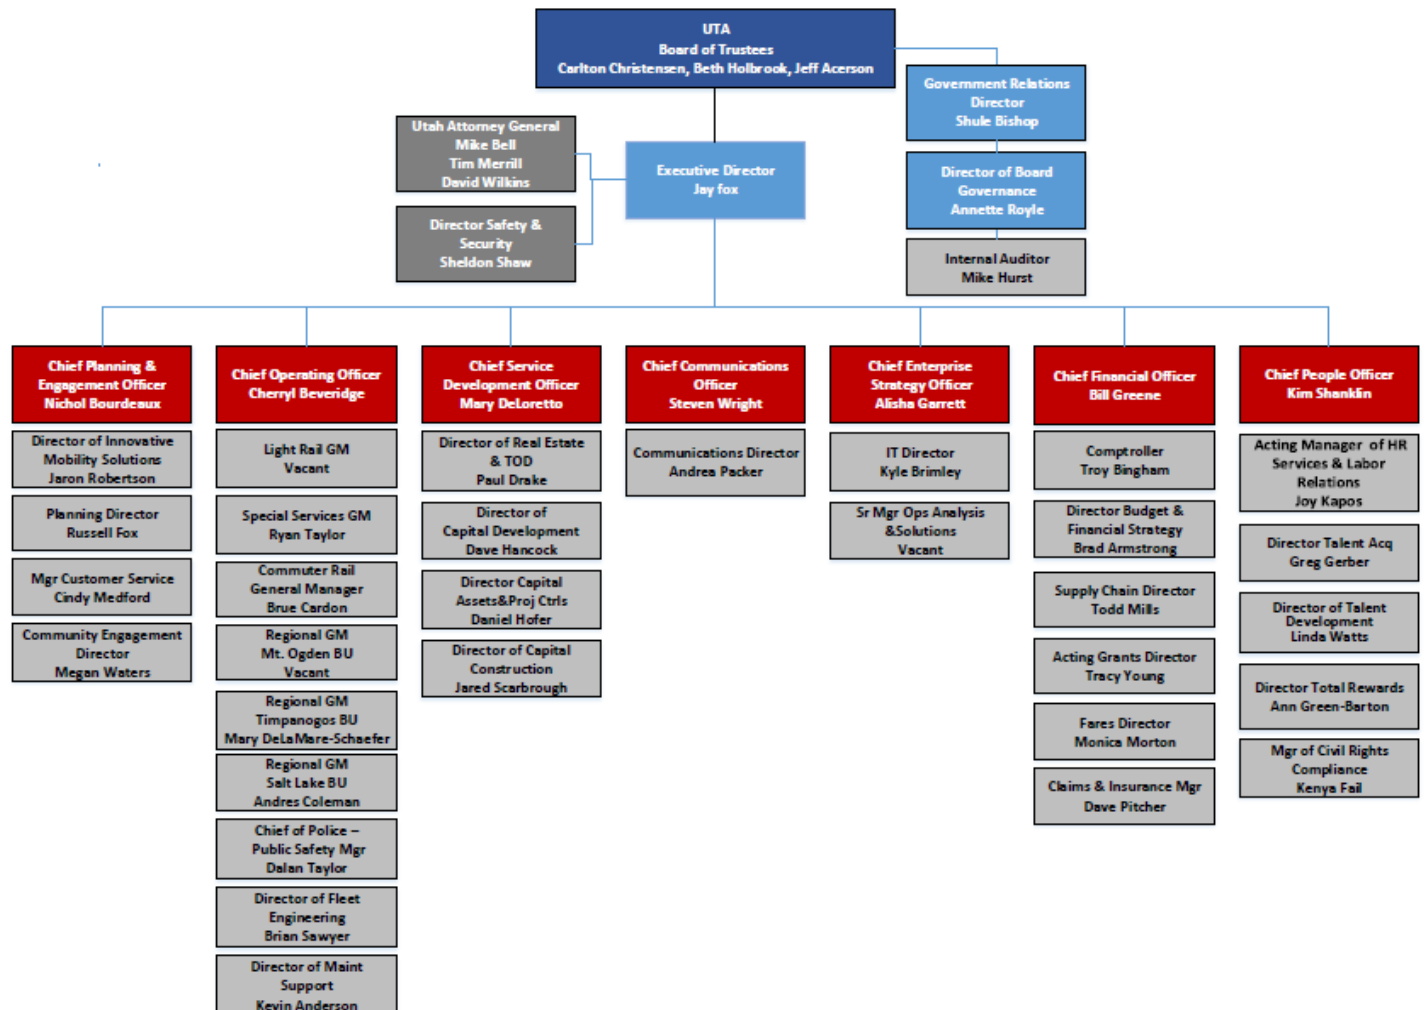 UTA
Board of Trustees
Carlton Christensen, Beth Holbrook, Jeff Acerson
Government Relations
Director
Shule Bishop
Utah Attorney General
Mike Bell
Tim Merrill
David Wilkins
Executive Director
Jay fox
Director of Board
Governance
Annette Royle
Director Safety &
Security
Sheldon Shaw
Internal Auditor
Mike Hurst
Chief Planning &
Engagement Officer
Nichol Bourdeaux
Director of Innovative
Mobility Solutions
Jaron Robertson
Planning Director
Russell Fox
Mgr Customer Service
Cindy Medford
Community Engagement
Director
Megan Waters
Chief Operating Officer
Cherryl Beveridge
Light Rail GM
Vacant
Special Services GM
Ryan Taylor
Commuter Rail
General Manager
Brue Cardon
Regional GM
Mt. Ogden BU
Vacant
Regional GM
Timpanogos BU
Mary DeLaMare-Schaefer
Regional GM
Salt Lake BU
Andres Coleman
Chief of Police –
Public Safety Mgr
Dalan Taylor
Director of Fleet
Engineering
Brian Sawyer
Director of Maint
Support
Kevin Anderson
Chief Service
Development Officer
Mary DeLoretto
Director of Real Estate
& TOD
Paul Drake
Director of
Capital Development
Dave Hancock
Director Capital
Assets&Proj Ctrls
Daniel Hofer
Director of Capital
Construction
Jared Scarbrough
Chief Communications
Officer
Steven Wright
Communications Director
Andrea Packer
Chief Enterprise
Strategy Officer
Alisha Garrett
IT Director
Kyle Brimley
Sr Mgr Ops Analysis
&Solutions
Vacant
Chief Financial Officer
Bill Greene
Comptroller
Troy Bingham
Director Budget &
Financial Strategy
Brad Armstrong
Supply Chain Director
Todd Mills
Acting Grants Director
Tracy Young
Fares Director
Monica Morton
Claims & Insurance Mgr
Dave Pitcher
Chief People Officer
Kim Shanklin
Acting Manager of HR
Services & Labor
Relations
Joy Kapos
Director Talent Acq
Greg Gerber
Director of Talent
Development
Linda Watts
Director Total Rewards
Ann Green-Barton
Mgr of Civil Rights
Compliance
Kenya Fail